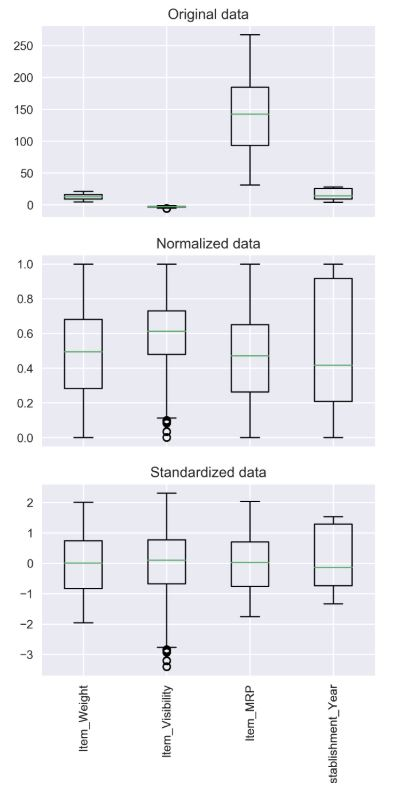 Original data
250
200
150
100
50
0
Normalized data
1.0
0.8
0.6
0.4
0.2
0.0
Standardized data
2
1
0
−1
−2
−3
Item_Weight
Item_Visibility
Item_MRP
stablishment_Year